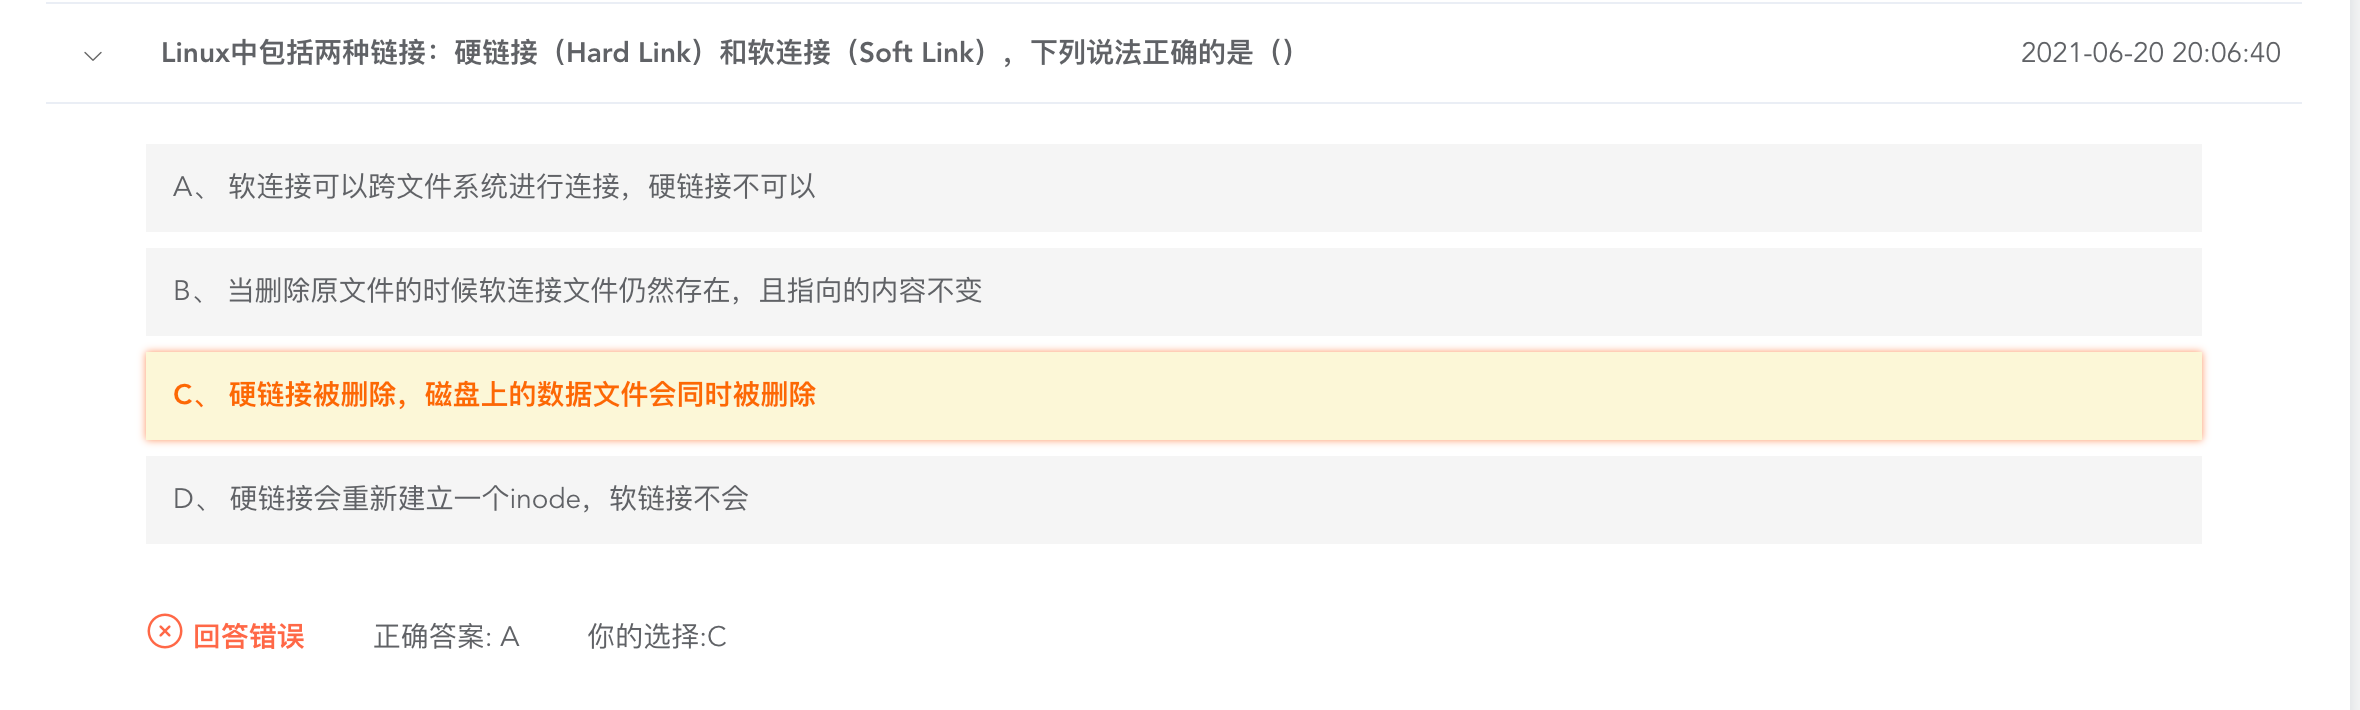 Linux中包括两种链接：硬链接（Hard Link）和软连接（Soft Link），下列说法正确的是（） 2021-06-20 20:06:40
A、 软连接可以跨文件系统进行连接，硬链接不可以
B、 当删除原文件的时候软连接文件仍然存在，且指向的内容不变
C、 硬链接被删除，磁盘上的数据文件会同时被删除
D、 硬链接会重新建立一个inode，软链接不会
回答错误 正确答案: A 你的选择:C